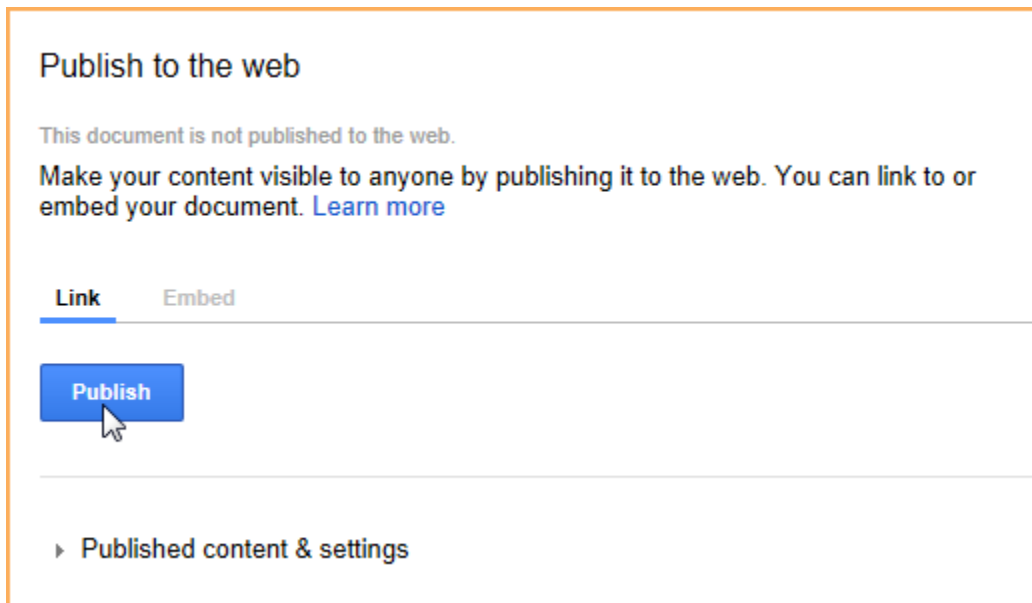 Publish to the web
This document is not published to the web.
Make your content visible to anyone by publishing it to the web. You can link to or
embed your document. Learn more
Link Embed
Publish
Published content & settings